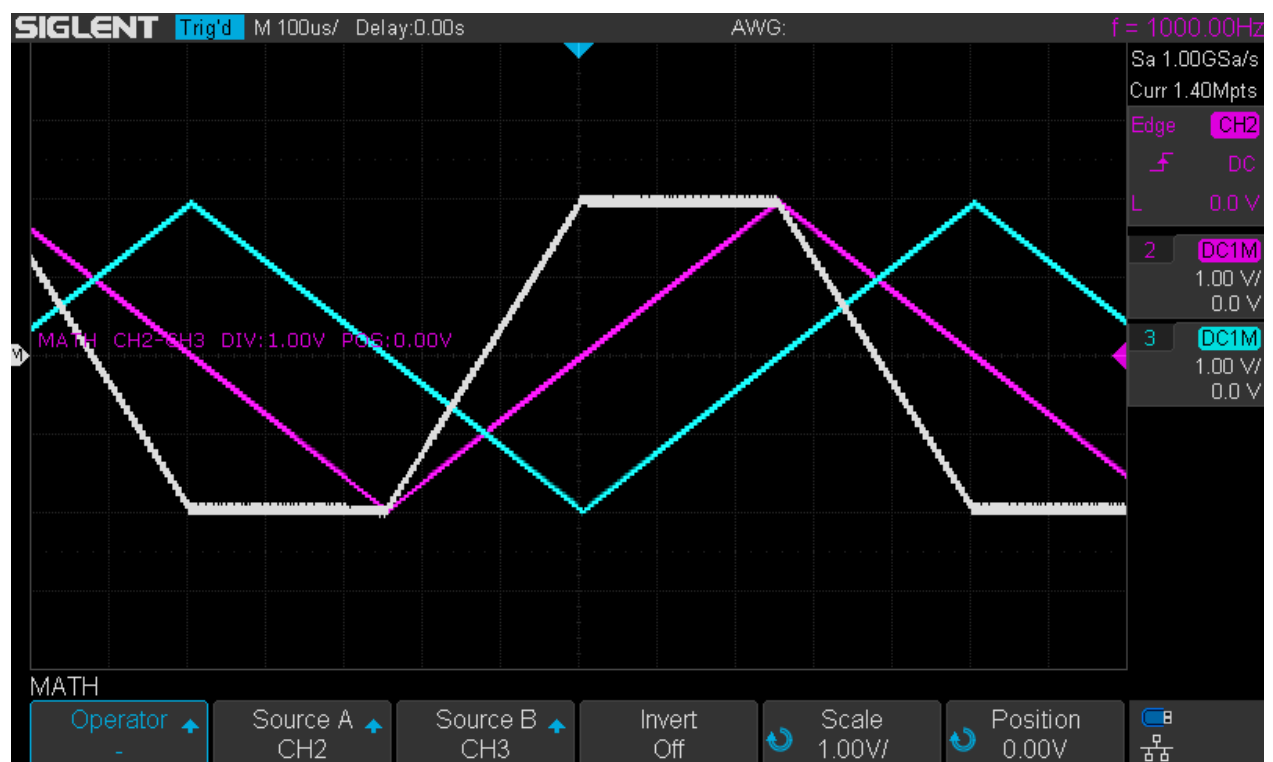 SIGLENT Trig'd M 100us/ Delay:0.00s AWG: f = 1000.00Hz
Sa 1.00GSa/s
Curr 1.40Mpts
Edge CH2
DC
L 0.0 V
2 DC1M
1.00 V/
0.0 V
3 DC1M
1.00 V/
0.0 V
MATH CH2-CH3 DIV:1.00V POS:0.00V
M
MATH
Operator Source A Source B Invert Scale Position
- CH2 CH3 Off 1.00V/ 0.00V